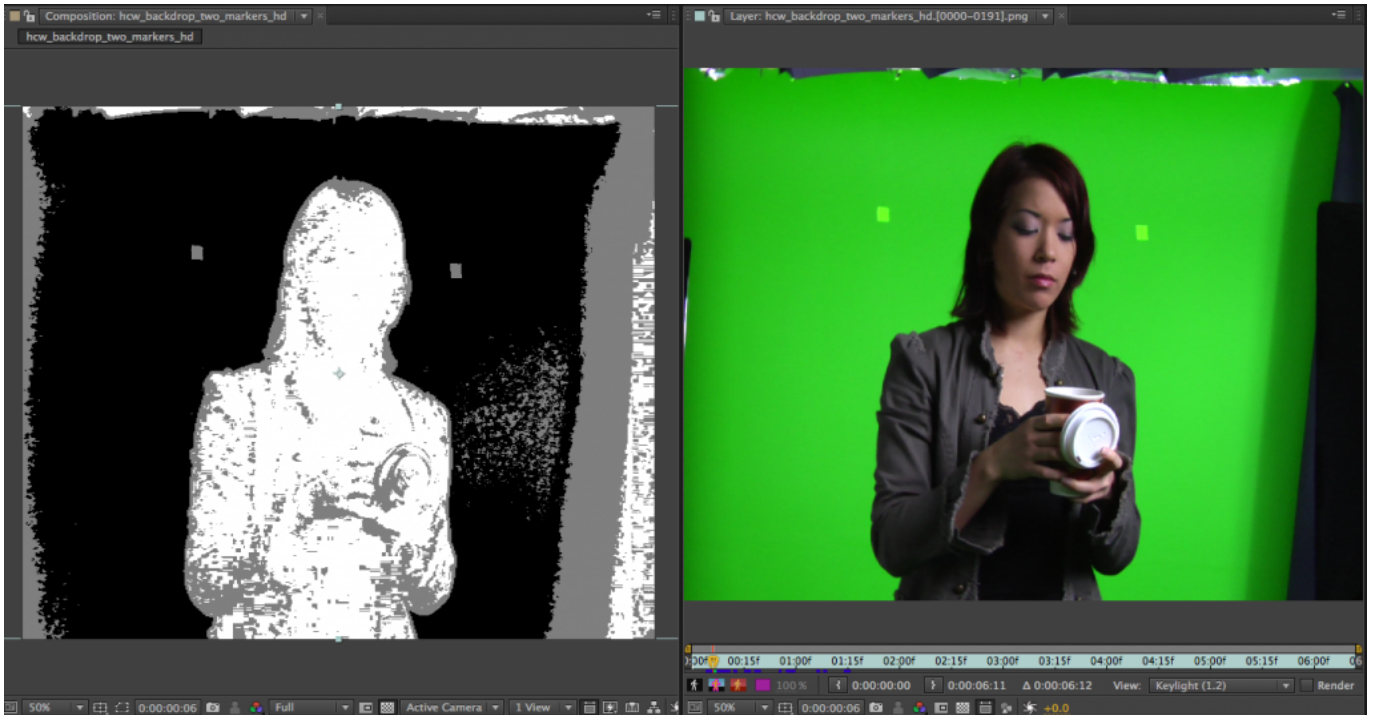 Composition: hcw_backdrop_two_markers_hd
Layer: hcw_backdrop_two_markers_hd.[0000-0191].png
hcw_backdrop_two_markers_hd
00:15f 01:00f 01:15f 02:00f 02:15f 03:00f 03:15f 04:00f 04:15f 05:00f 05:15f 06:00f
100 % 0:00:00:00 0:00:06:11 Δ 0:00:06:12 View: Keylight (1.2) Render
50% 0:00:00:06 Full Active Camera 1 View
50% 0:00:00:06 +0.0